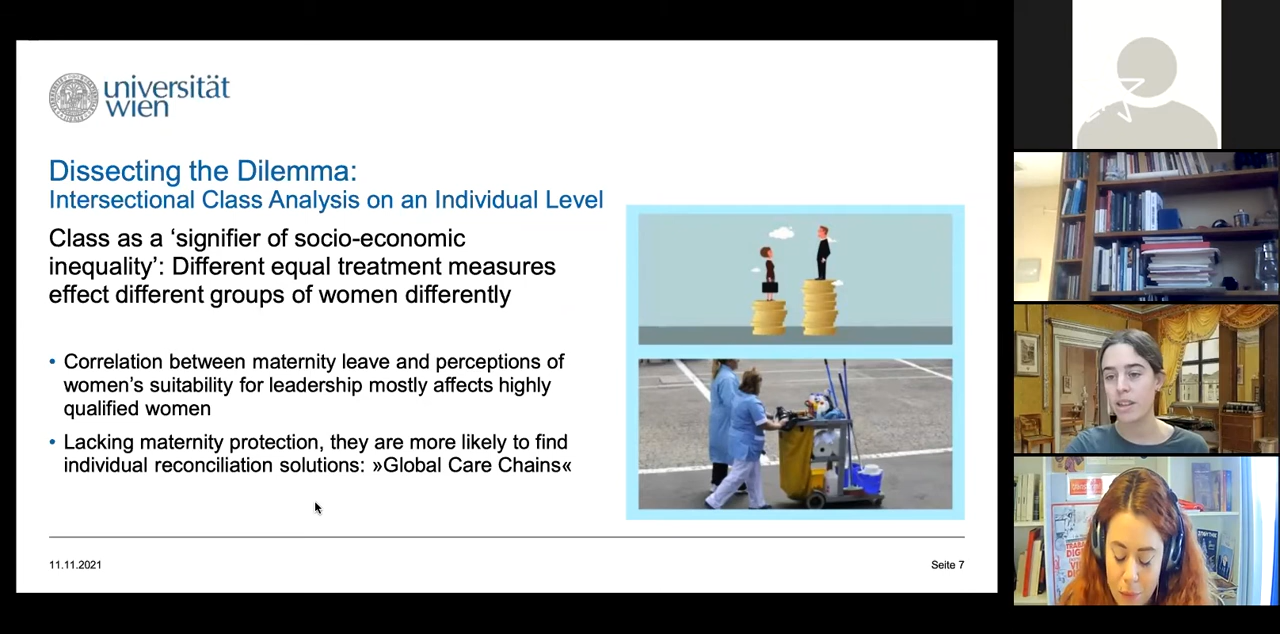 universität
wien
Dissecting the Dilemma:
Intersectional Class Analysis on an Individual Level
Class as a ‘signifier of socio-economic
inequality’: Different equal treatment measures
effect different groups of women differently
• Correlation between maternity leave and perceptions of
women’s suitability for leadership mostly affects highly
qualified women
• Lacking maternity protection, they are more likely to find
individual reconciliation solutions: »Global Care Chains«
11.11.2021
Seite 7